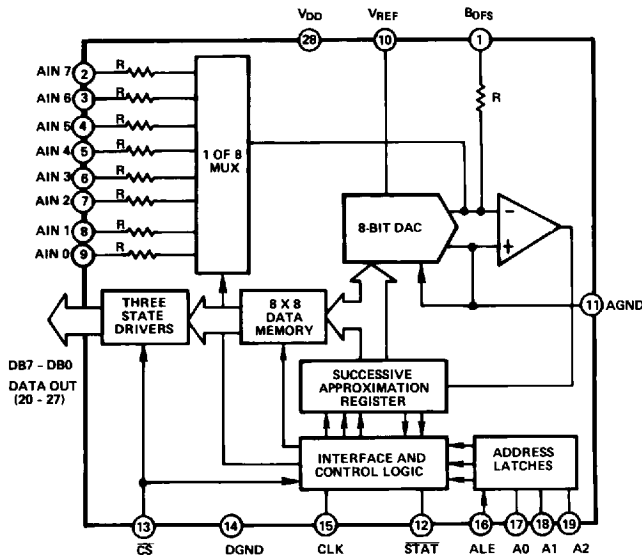 VDD
VREF
BOFS
28
10
1
AIN 7 2 R
AIN 6 3 R
AIN 5 4 R
AIN 4 5 R
AIN 3 6 R
AIN 2 7 R
AIN 1 8 R
AIN 0 9 R
1 OF 8
MUX
R
8-BIT DAC
−
+
11 AGND
THREE
STATE
DRIVERS
8 X 8
DATA
MEMORY
DB7 – DB0
DATA OUT
(20 - 27)
SUCCESSIVE
APPROXIMATION
REGISTER
INTERFACE AND
CONTROL LOGIC
ADDRESS
LATCHES
13 14 15 12 16 17 18 19
CS DGND CLK STAT ALE A0 A1 A2